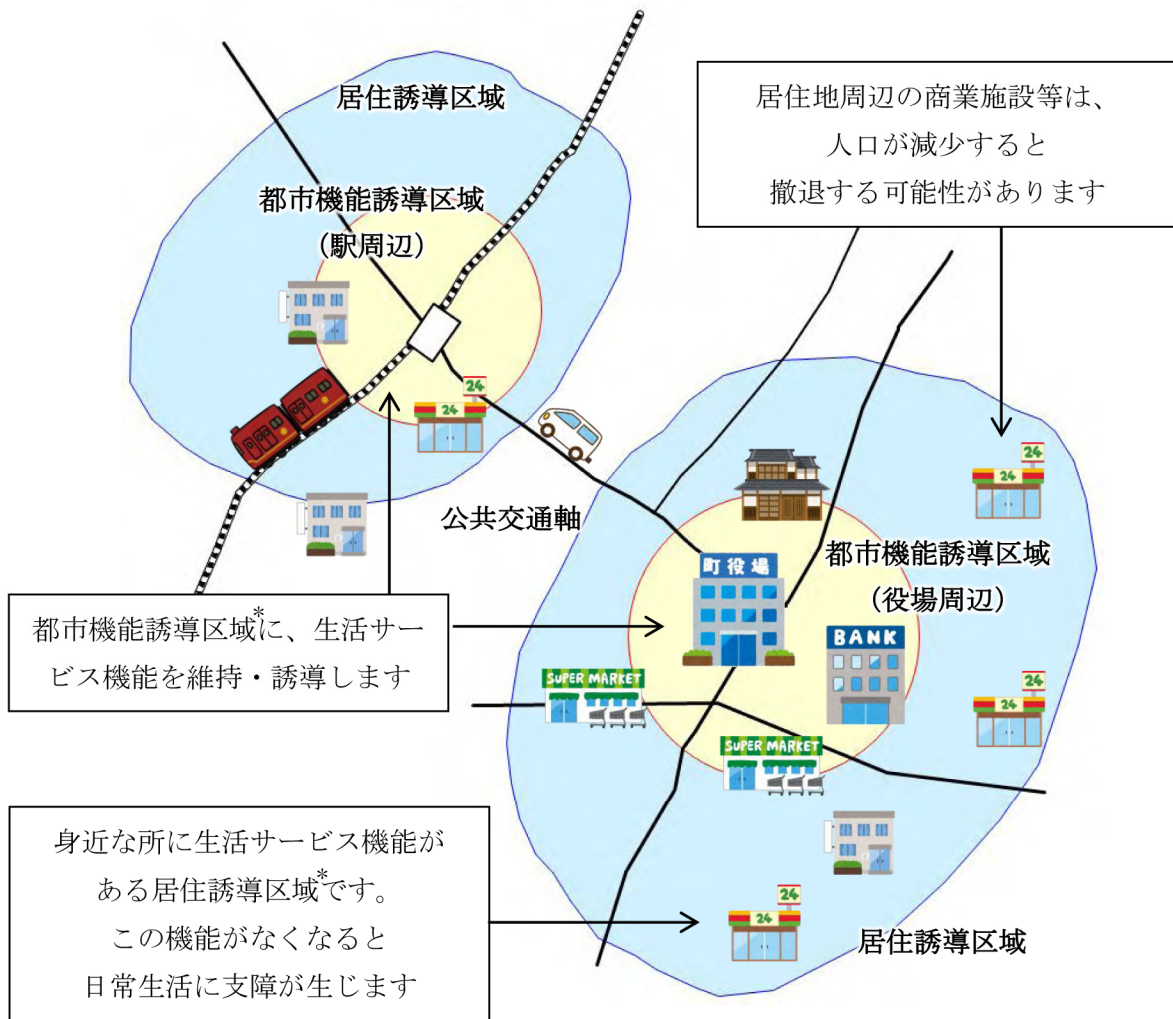 居住誘導区域
居住地周辺の商業施設等は、
人口が減少すると
撤退する可能性があります
都市機能誘導区域
（駅周辺）
24
24
公共交通軸
24
24
町役場
都市機能誘導区域
（役場周辺）
BANK
都市機能誘導区域*に、生活サー
ビス機能を維持・誘導します
SUPER MARKET
24
24
SUPER MARKET
身近な所に生活サービス機能が
ある居住誘導区域*です。
この機能がなくなると
日常生活に支障が生じます
24
24
居住誘導区域